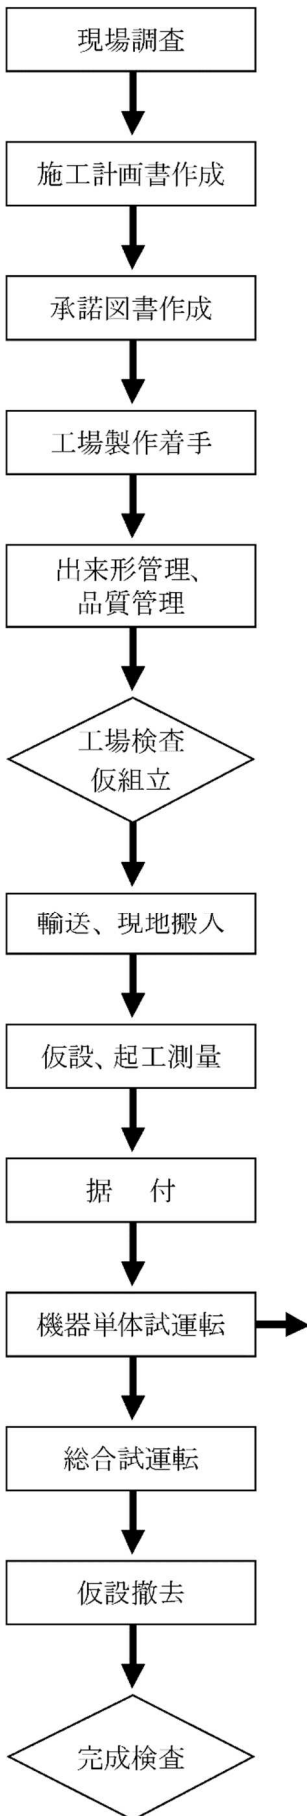 現場調査
施工計画書作成
承諾図書作成
工場製作着手
出来形管理、
品質管理
工場検査
仮組立
輸送、現地搬入
仮設、起工測量
据　付
機器単体試運転
総合試運転
仮設撤去
完成検査